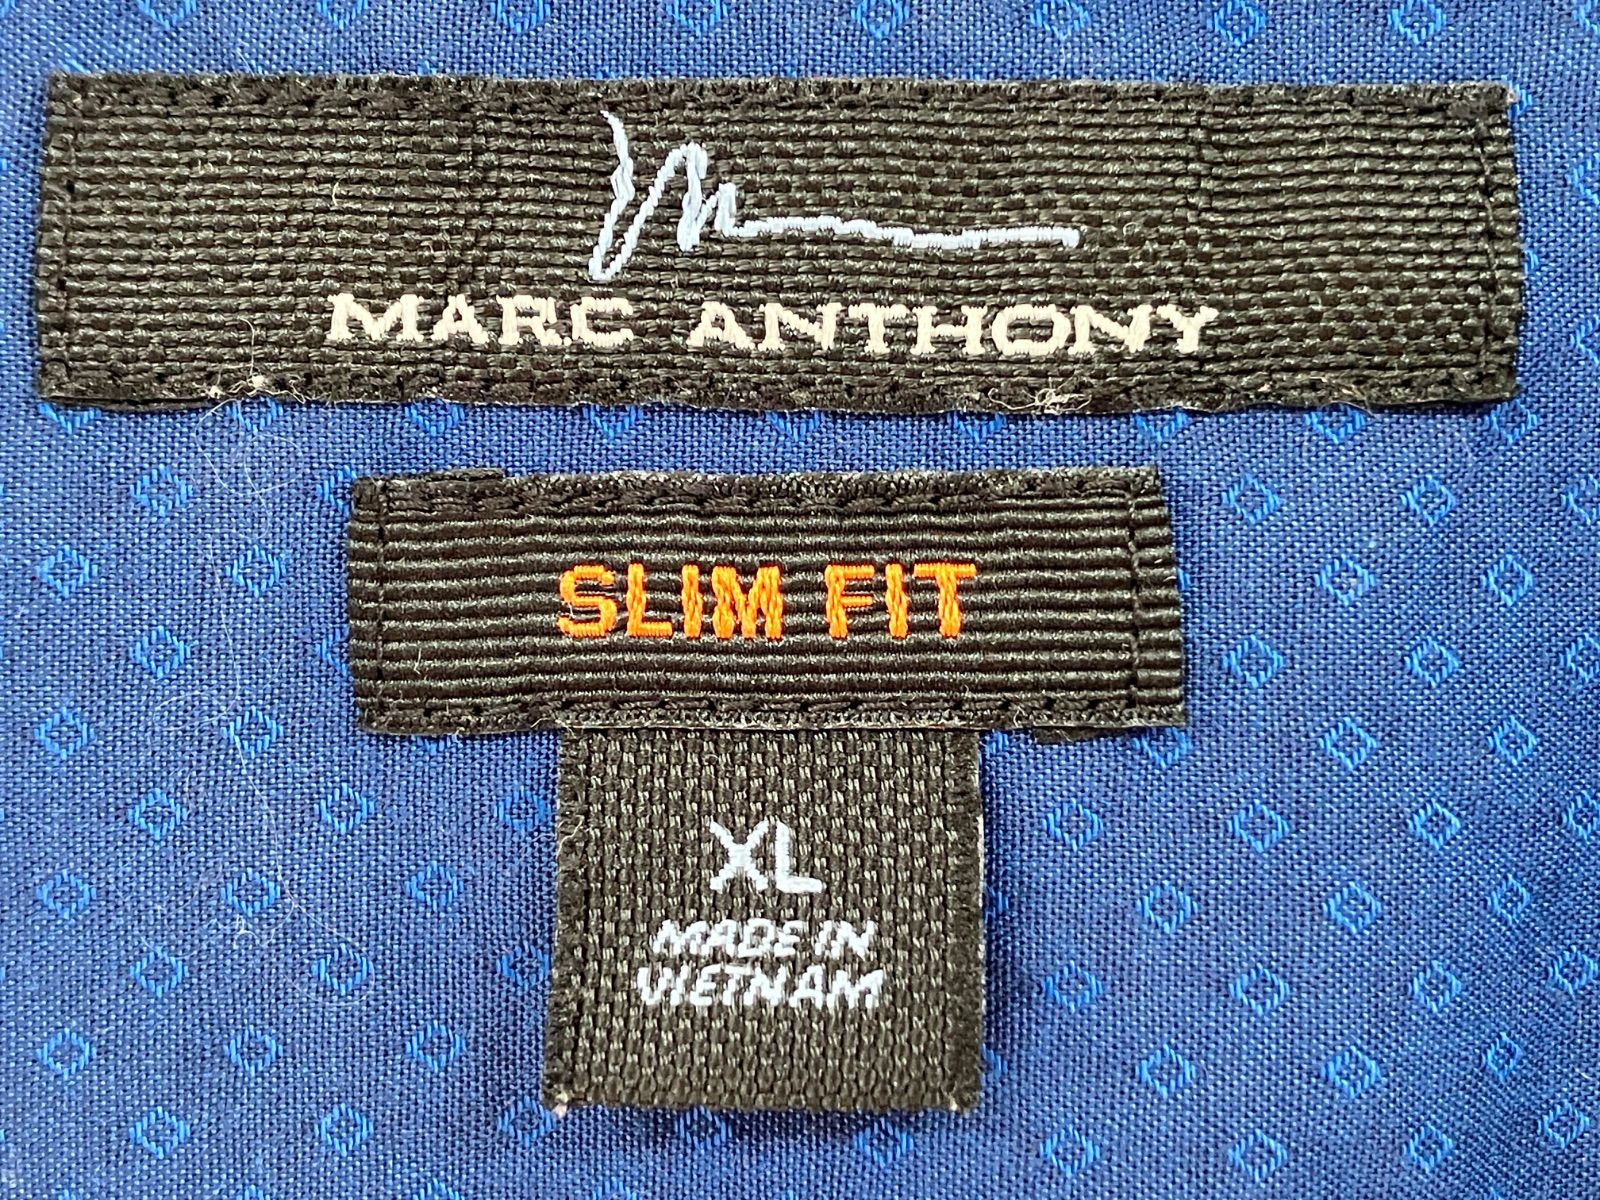 MARC ANTHONY
SLIM FIT
XL
MADE IN
VIETNAM